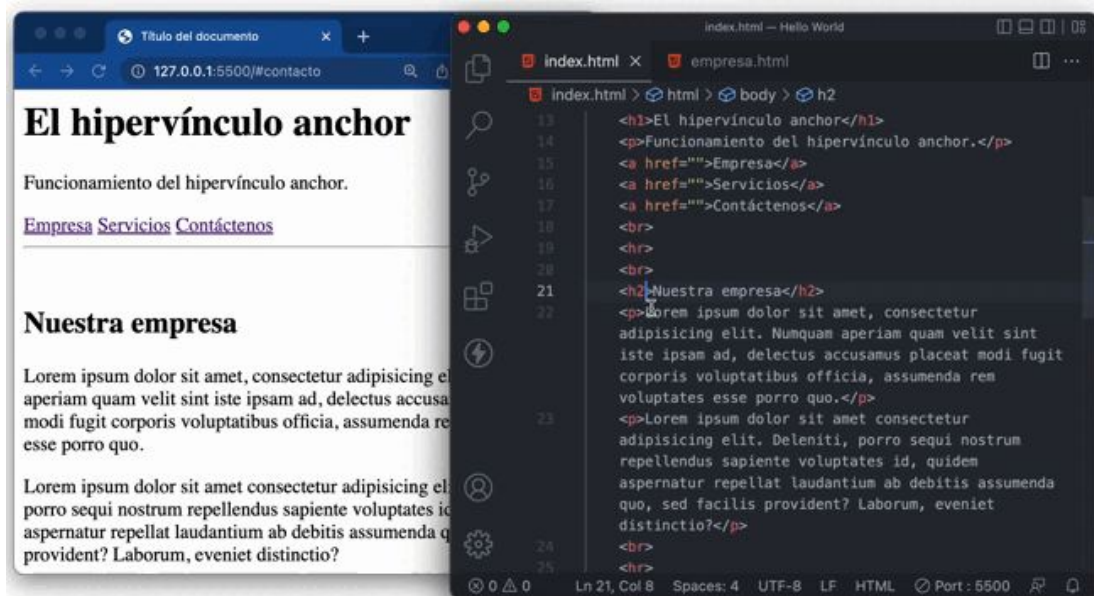 Título del documento
127.0.0.1:5500/#contacto
El hipervínculo anchor
Funcionamiento del hipervínculo anchor.
Empresa Servicios Contáctenos
Nuestra empresa
Lorem ipsum dolor sit amet, consectetur adipisicing el
aperiam quam velit sint iste ipsam ad, delectus accusa
modi fugit corporis voluptatibus officia, assumenda re
esse porro quo.
Lorem ipsum dolor sit amet consectetur adipisicing el
porro sequi nostrum repellendus sapiente voluptates id
aspernatur repellat laudantium ab debitis assumenda q
provident? Laborum, eveniet distinctio?
index.html — Hello World
index.html empresa.html
index.html > html > body > h2
13 <h1>El hipervínculo anchor</h1>
14 <p>Funcionamiento del hipervínculo anchor.</p>
15 <a href="">Empresa</a>
16 <a href="">Servicios</a>
17 <a href="">Contáctenos</a>
18 <br>
19 <hr>
20 <br>
21 <h2>Nuestra empresa</h2>
22 <p>Lorem ipsum dolor sit amet, consectetur
adipisicing elit. Numquam aperiam quam velit sint
iste ipsam ad, delectus accusamus placeat modi fugit
corporis voluptatibus officia, assumenda rem
voluptates esse porro quo.</p>
23 <p>Lorem ipsum dolor sit amet consectetur
adipisicing elit. Deleniti, porro sequi nostrum
repellendus sapiente voluptates id, quidem
aspernatur repellat laudantium ab debitis assumenda
quo, sed facilis provident? Laborum, eveniet
distinctio?</p>
24 <br>
25 <hr>
0 0 Ln 21, Col 8 Spaces: 4 UTF-8 LF HTML Port : 5500